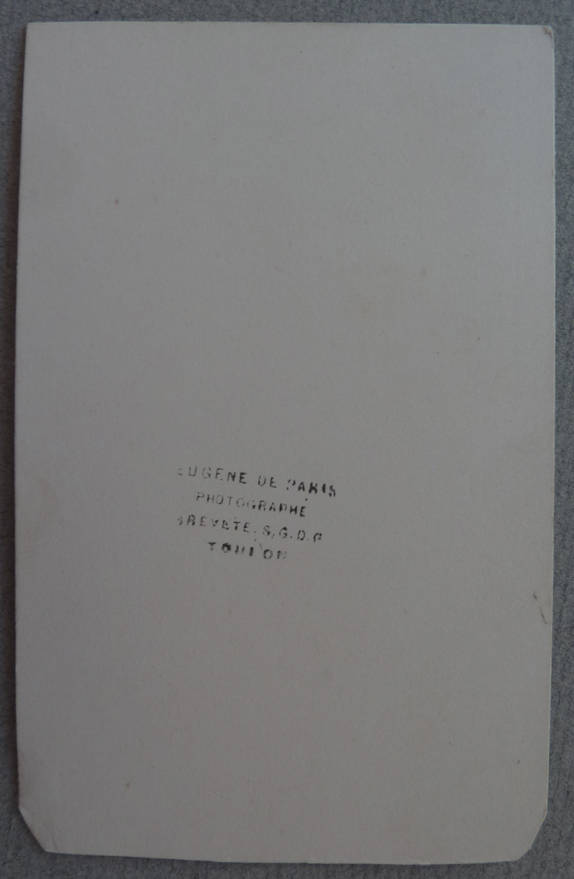 EUGENE DE PARIS
PHOTOGRAPHE
BREVETE. S. G. D. G
TOULON